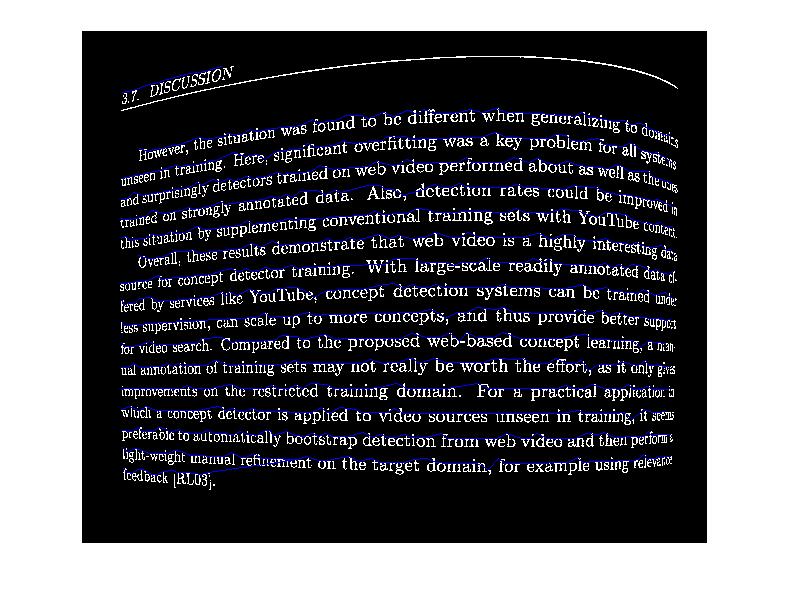 3.7. DISCUSSION
However, the situation was found to be different when generalizing to domains
unseen in training. Here, significant overfitting was a key problem for all systems
and surprisingly detectors trained on web video performed about as well as the ones
trained on strongly annotated data. Also, detection rates could be improved in
this situation by supplementing conventional training sets with YouTube content.
Overall, these results demonstrate that web video is a highly interesting data
source for concept detector training. With large-scale readily annotated data of-
fered by services like YouTube, concept detection systems can be trained under
less supervision, can scale up to more concepts, and thus provide better support
for video search. Compared to the proposed web-based concept learning, a man-
ual annotation of training sets may not really be worth the effort, as it only gives
improvements on the restricted training domain. For a practical application in
which a concept detector is applied to video sources unseen in training, it seems
preferable to automatically bootstrap detection from web video and then perform a
light-weight manual refinement on the target domain, for example using relevance
feedback [RL03].